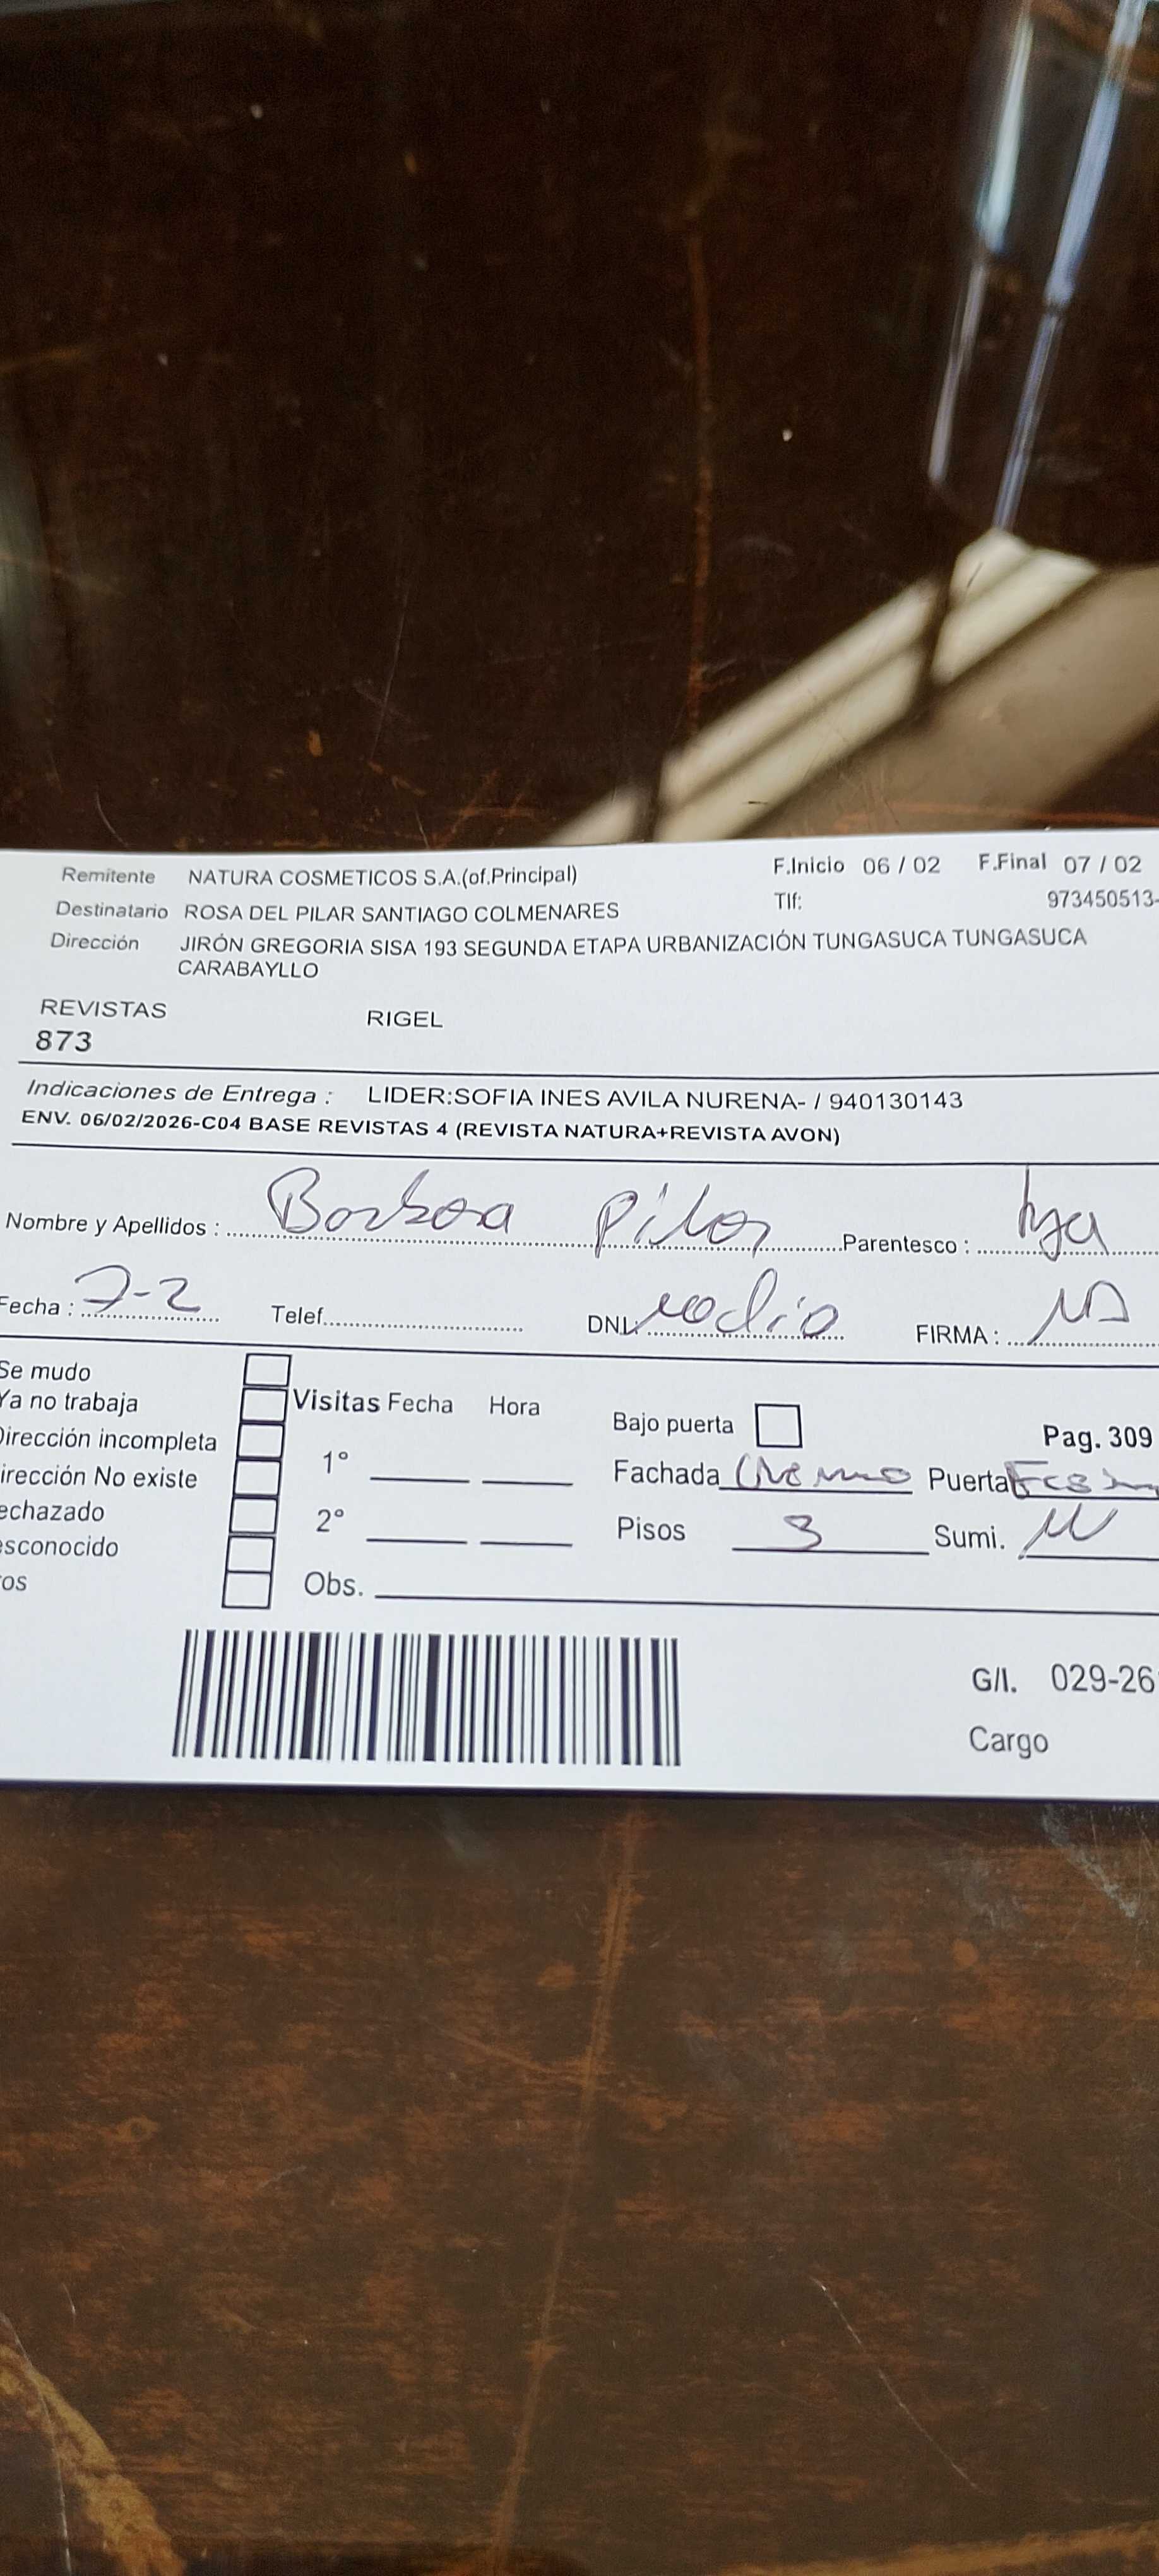 Remitente NATURA COSMETICOS S.A.(of.Principal) F.Inicio 06 / 02 F.Final 07 / 02
Destinatario ROSA DEL PILAR SANTIAGO COLMENARES Tlf: 973450513-
Dirección JIRÓN GREGORIA SISA 193 SEGUNDA ETAPA URBANIZACIÓN TUNGASUCA TUNGASUCA
CARABAYLLO
REVISTAS RIGEL
873
Indicaciones de Entrega : LIDER:SOFIA INES AVILA NURENA- / 940130143
ENV. 06/02/2026-C04 BASE REVISTAS 4 (REVISTA NATURA+REVISTA AVON)
Nombre y Apellidos : Pilar Parentesco : hja
Fecha : 7-2 Telef. DNI. FIRMA :
Se mudo
Ya no trabaja Visitas Fecha Hora Bajo puerta Pag. 309
Dirección incompleta 1° Fachada Puerta
irección No existe
echazado 2° Pisos 3 Sumi.
esconocido
ros Obs.
G/I. 029-26
Cargo